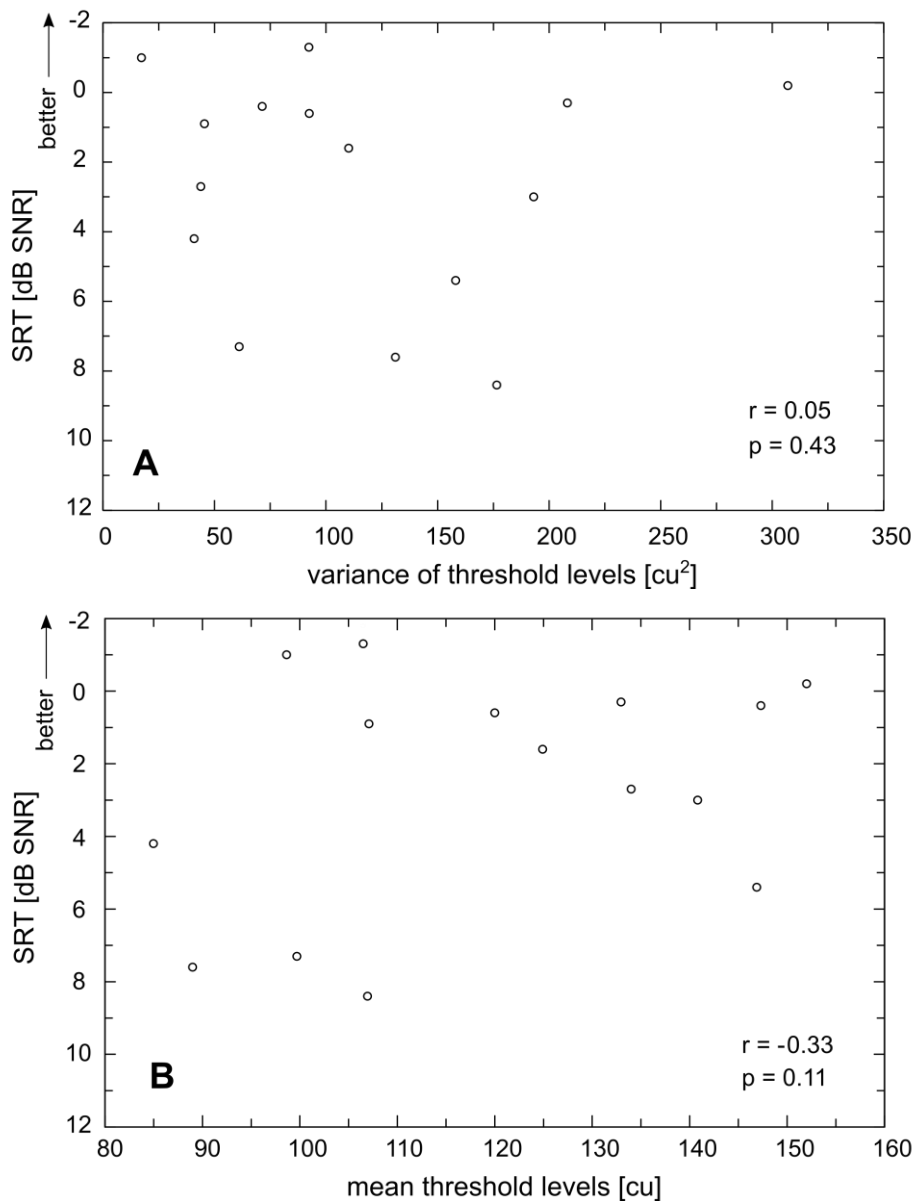 -2
0
2
4
6
8
10
12
better
SRT [dB SNR]
A
r = 0.05
p = 0.43
0 50 100 150 200 250 300 350
variance of threshold levels [cu²]
-2
0
2
4
6
8
10
12
better
SRT [dB SNR]
B
r = -0.33
p = 0.11
80 90 100 110 120 130 140 150 160
mean threshold levels [cu]